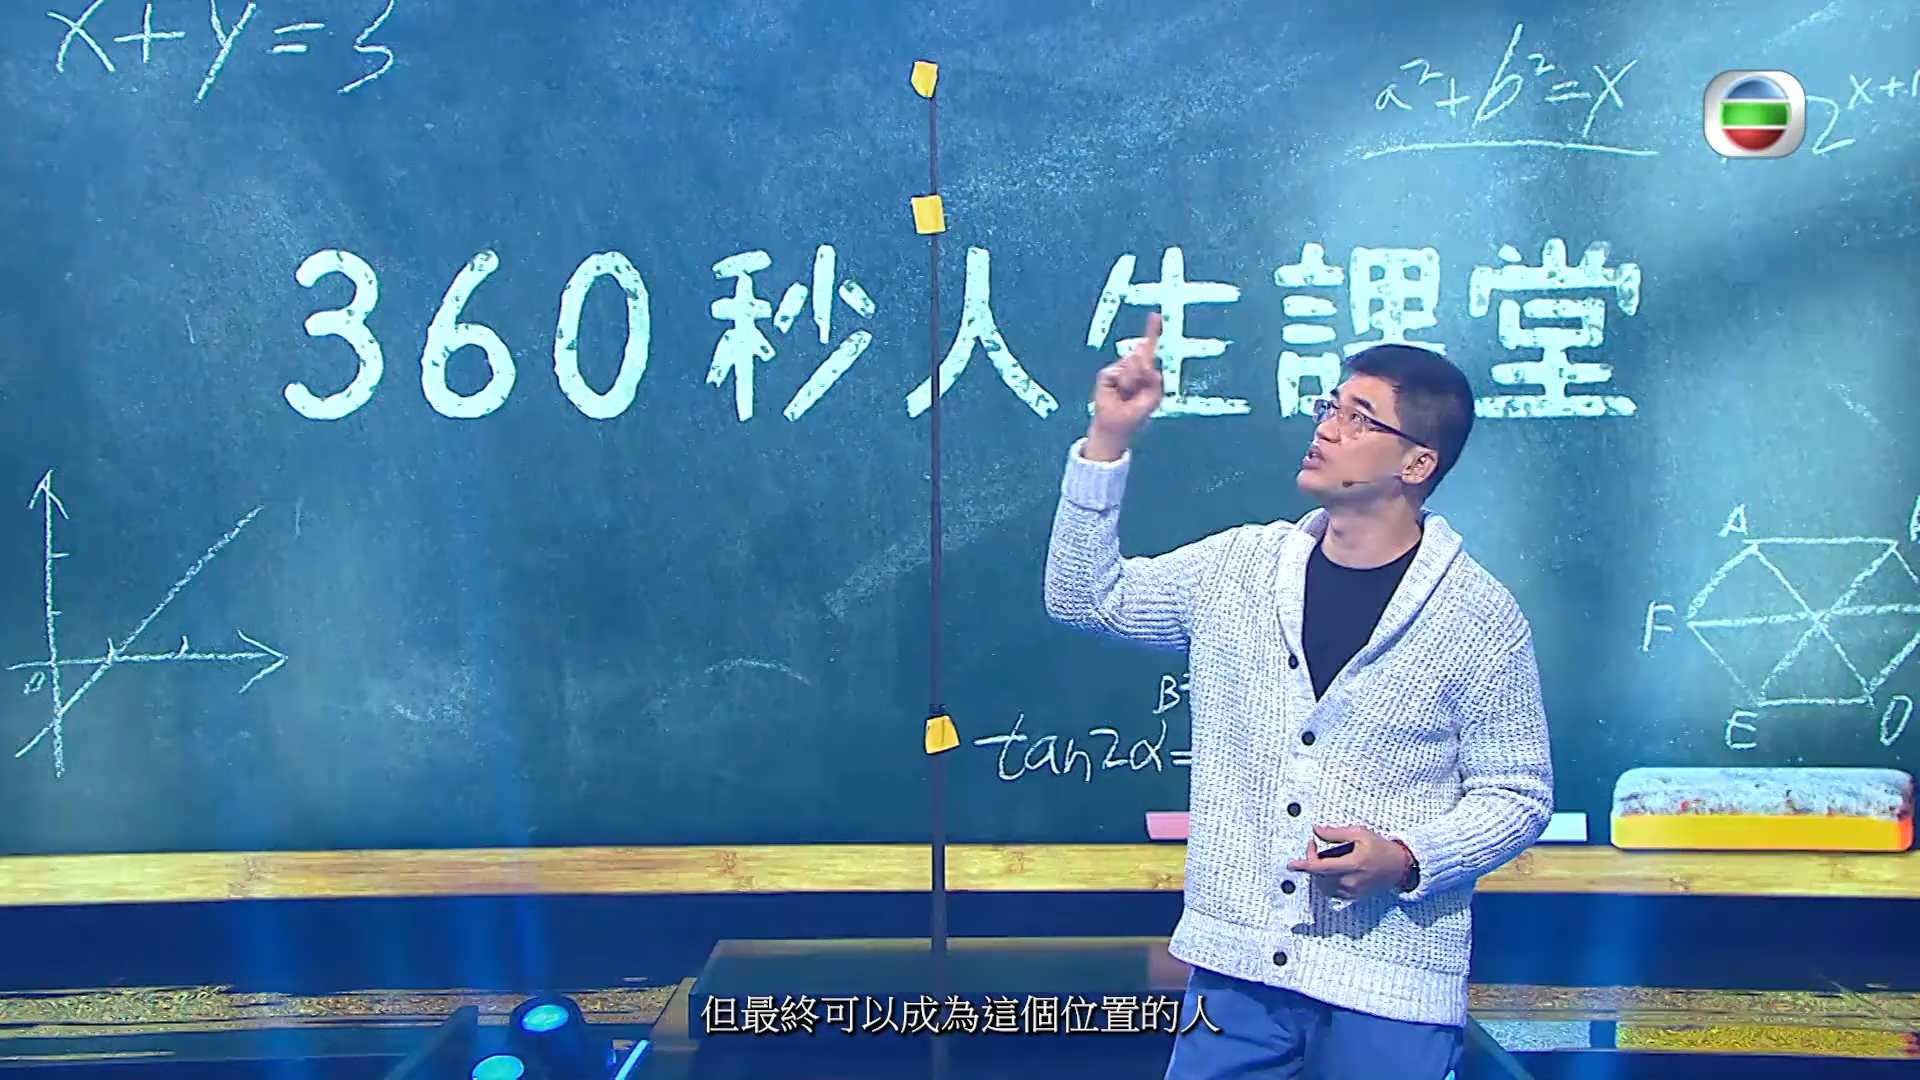 x+y=3
a²+b²=x
2
360秒人生課堂
A
F
E
O
0
B
tan2α=
但最終可以成為這個位置的人